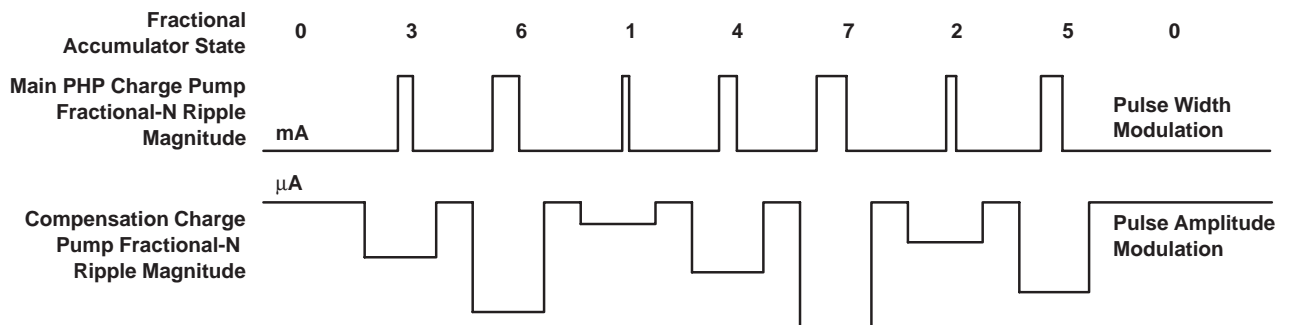 Fractional
Accumulator State
0 3 6 1 4 7 2 5 0
Main PHP Charge Pump
Fractional-N Ripple
Magnitude
mA
Pulse Width
Modulation
μA
Compensation Charge
Pump Fractional-N
Ripple Magnitude
Pulse Amplitude
Modulation